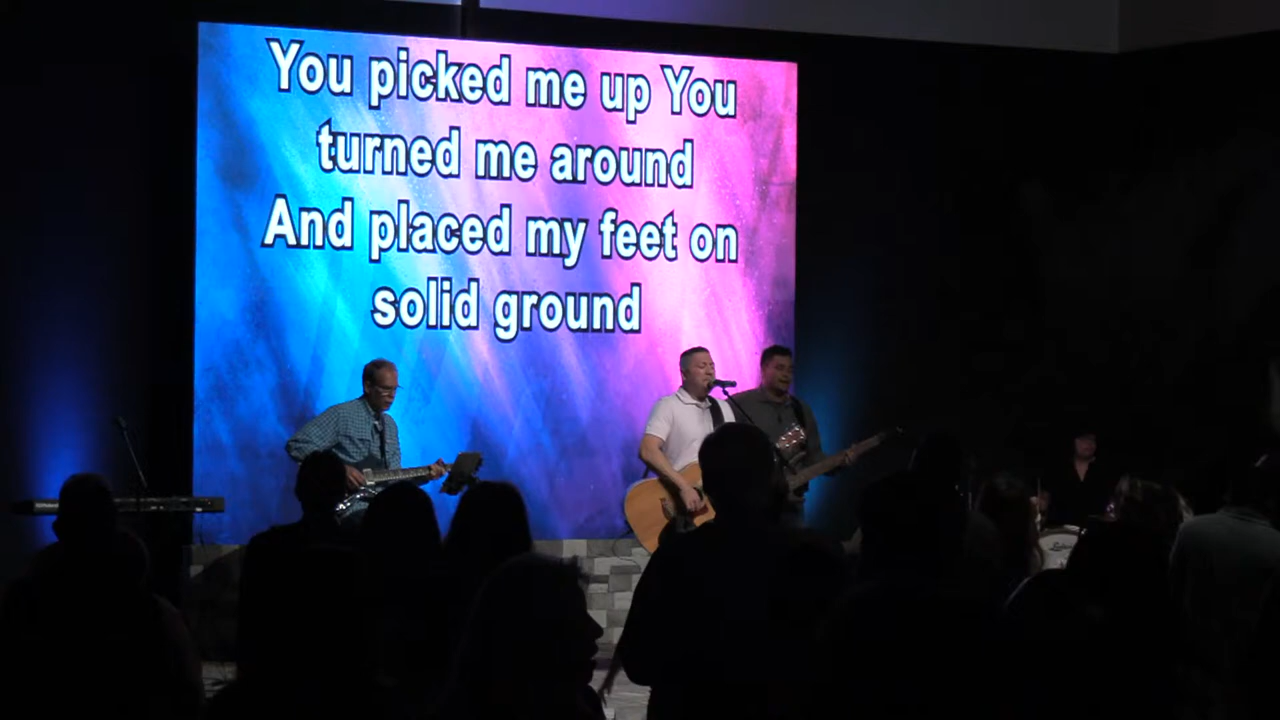 You picked me up You
turned me around
And placed my feet on
solid ground